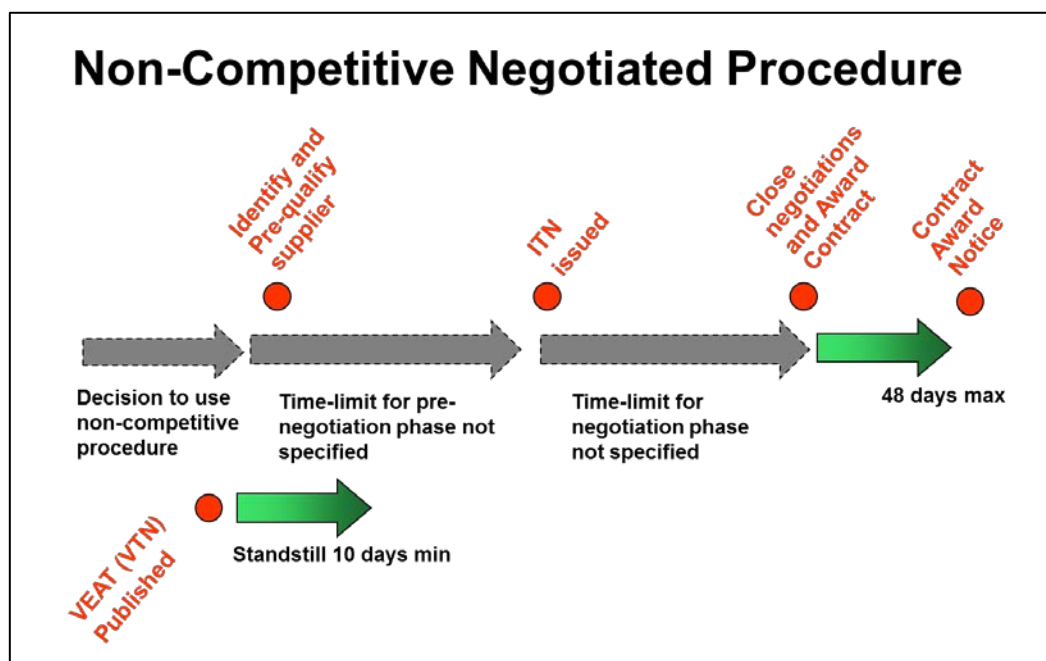 Non-Competitive Negotiated Procedure
Identify and
Pre-qualify
supplier
ITN
issued
Close
negotiations
and Award
Contract
Contract
Award
Notice
Decision to use
non-competitive
procedure
Time-limit for pre-
negotiation phase not
specified
Time-limit for
negotiation phase
not specified
48 days max
VEAT (VTN)
Published
Standstill 10 days min